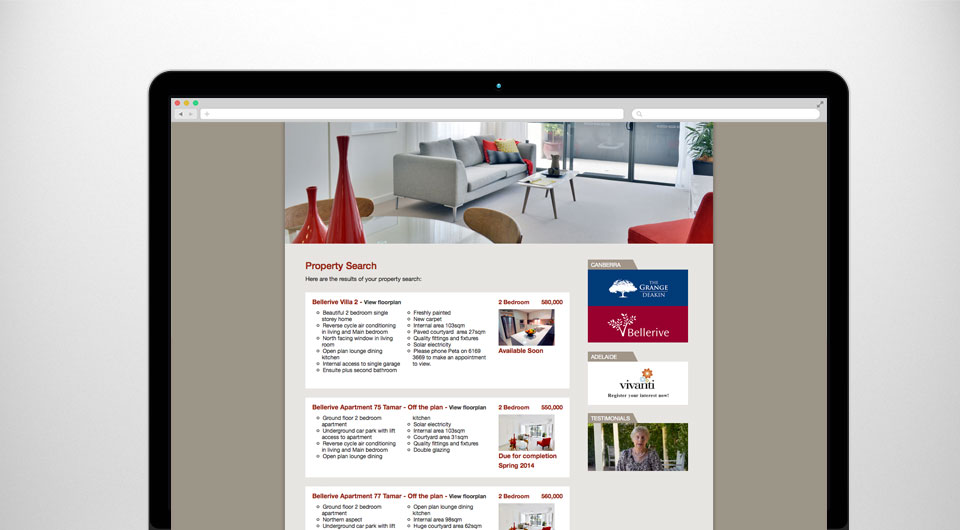 Property Search
Here are the results of your property search:
Bellerive Villa 2 - View floorplan
2 Bedroom 580,000
Beautiful 2 bedroom single
storey home
Reverse cycle air conditioning
in living and Main bedroom
North facing window in living
room
Open plan lounge dining
kitchen
Internal access to single garage
Ensuite plus second bathroom
Freshly painted
New carpet
Internal area 103sqm
Paved courtyard area 27sqm
Quality fittings and fixtures
Solar electricity
Please phone Peta on 6169
3669 to make an appointment
to view.
Available Soon
Bellerive Apartment 75 Tamar - Off the plan - View floorplan
2 Bedroom 550,000
Ground floor 2 bedroom
apartment
Underground car park with lift
access to apartment
Reverse cycle air conditioning
in living and Main bedroom
Open plan lounge dining
kitchen
Solar electricity
Internal area 103sqm
Courtyard area 31sqm
Quality fittings and fixtures
Double glazing
Due for completion
Spring 2014
Bellerive Apartment 77 Tamar - Off the plan - View floorplan
2 Bedroom 560,000
Ground floor 2 bedroom
apartment
Northern aspect
Underground car park with lift
Open plan lounge dining
kitchen
Internal area 98sqm
Huge courtyard area 62sqm
CANBERRA
THE
GRANGE
DEAKIN
Bellerive
ADELAIDE
vivanti
Register your interest now!
TESTIMONIALS